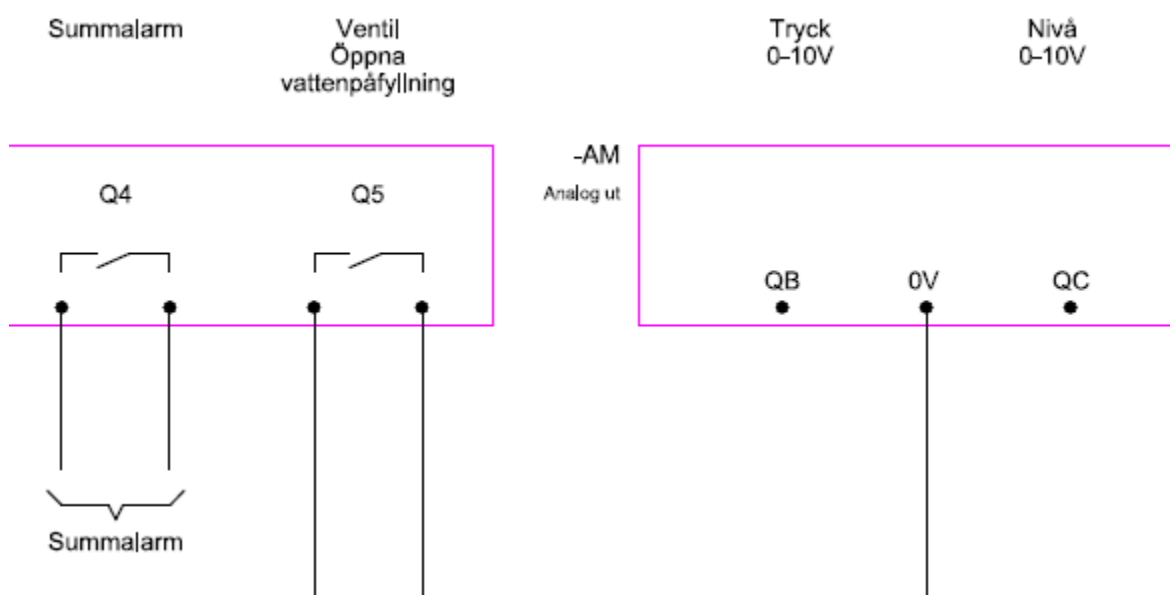 Summalarm
Ventil
Öppna
vattenpåfyllning
Tryck
0–10V
Nivå
0–10V
-AM
Analog ut
Q4
Q5
QB
0V
QC
Summalarm